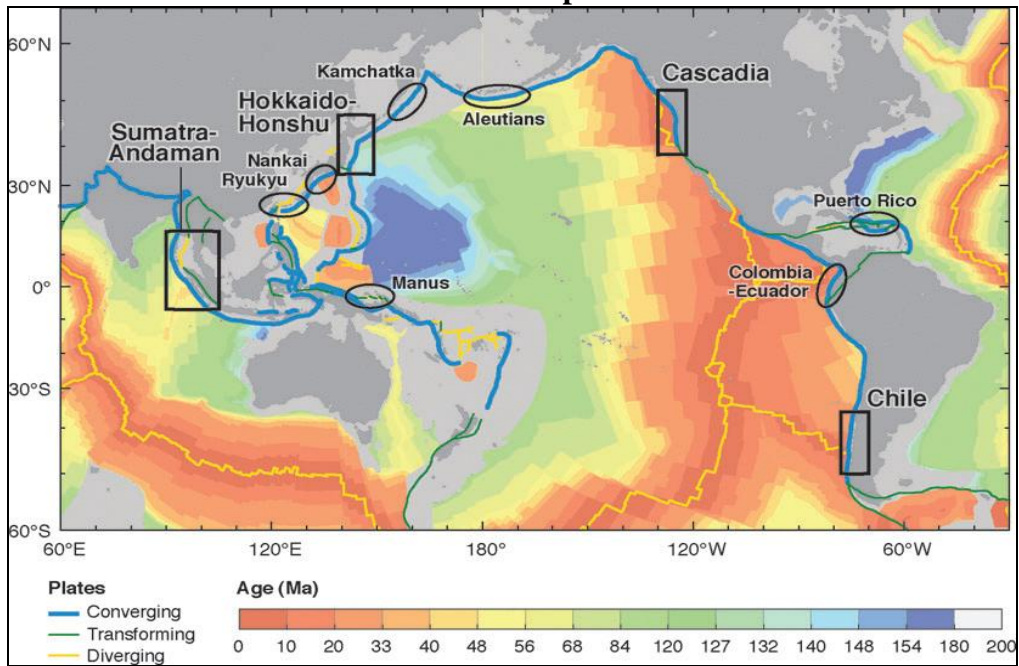 60°N
Kamchatka
Cascadia
Hokkaido-
Honshu
Aleutians
Sumatra-
Andaman
Nankai
Ryukyu
30°N
Puerto Rico
0°
Manus
Colombia
-Ecuador
30°S
Chile
60°S
60°E
120°E
180°
120°W
60°W
Plates
Converging
Transforming
Diverging
Age (Ma)
0 10 20 33 40 48 56 68 84 120 127 132 140 148 154 180 200